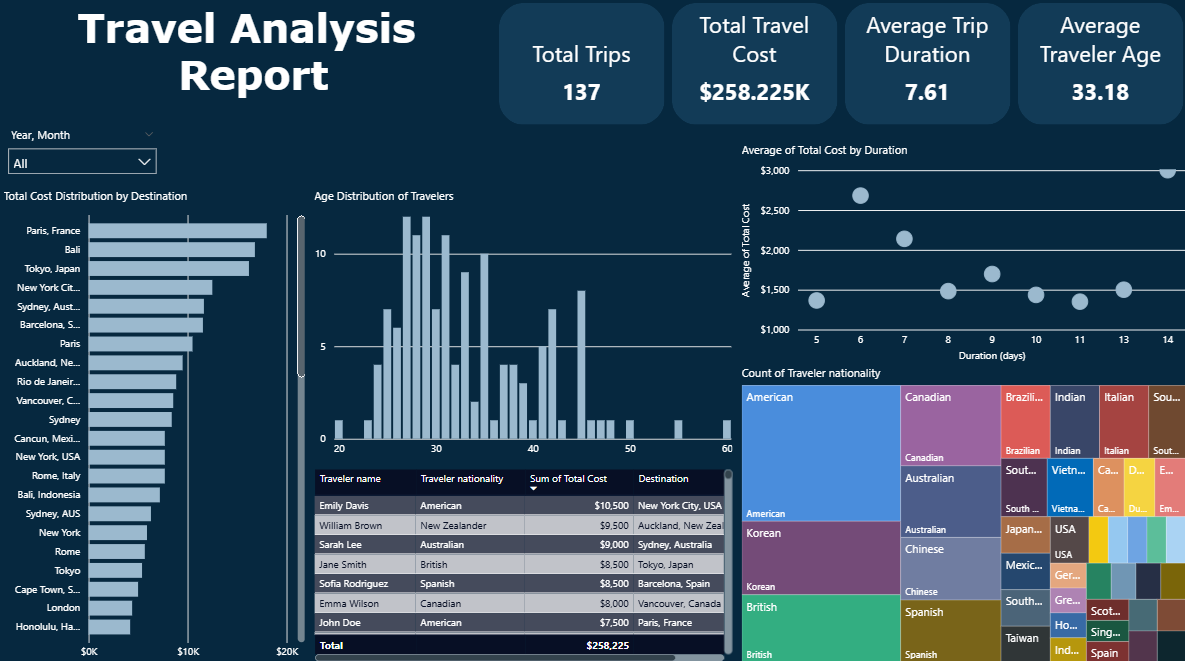 Travel Analysis
Report
Total Trips
137
Total Travel
Cost
$258.225K
Average Trip
Duration
7.61
Average
Traveler Age
33.18
Year, Month
All
Total Cost Distribution by Destination
Paris, France
Bali
Tokyo, Japan
New York Cit...
Sydney, Aust...
Barcelona, S...
Paris
Auckland, Ne...
Rio de Janeir...
Vancouver, C...
Sydney
Cancun, Mexi...
New York, USA
Rome, Italy
Bali, Indonesia
Sydney, AUS
New York
Rome
Tokyo
Cape Town, S...
London
Honolulu, Ha...
$0K $10K $20K
Age Distribution of Travelers
10
5
0
20 30 40 50 60
Traveler name Traveler nationality Sum of Total Cost Destination
Emily Davis American $10,500 New York City, USA
William Brown New Zealander $9,500 Auckland, New Zeal
Sarah Lee Australian $9,000 Sydney, Australia
Jane Smith British $8,500 Tokyo, Japan
Sofia Rodriguez Spanish $8,500 Barcelona, Spain
Emma Wilson Canadian $8,000 Vancouver, Canada
John Doe American $7,500 Paris, France
Total $258,225
Average of Total Cost by Duration
Average of Total Cost
$3,000
$2,500
$2,000
$1,500
$1,000
5 6 7 8 9 10 11 13 14
Duration (days)
Count of Traveler nationality
American
American
Korean
Korean
British
British
Canadian
Canadian
Australian
Australian
Chinese
Chinese
Spanish
Spanish
Brazili...
Brazilian
Indian
Indian
Italian
Italian
Sou...
Sout...
Sout...
South ...
Vietn...
Vietna...
Ca...
Ca...
D...
Du...
E...
Em...
Japan...
Mexic...
South...
Taiwan
USA
USA
Ger...
Gre...
Ho...
Ind...
Scot...
Sing...
Spain